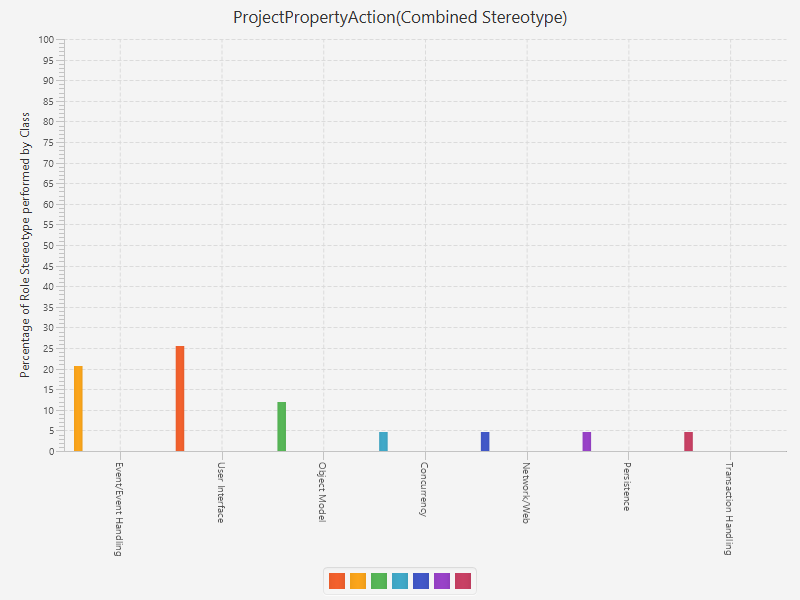 ProjectPropertyAction(Combined Stereotype)
Percentage of Role Stereotype performed by Class
100
95
90
85
80
75
70
65
60
55
50
45
40
35
30
25
20
15
10
5
0
Event/Event Handling
User Interface
Object Model
Concurrency
Network/Web
Persistence
Transaction Handling